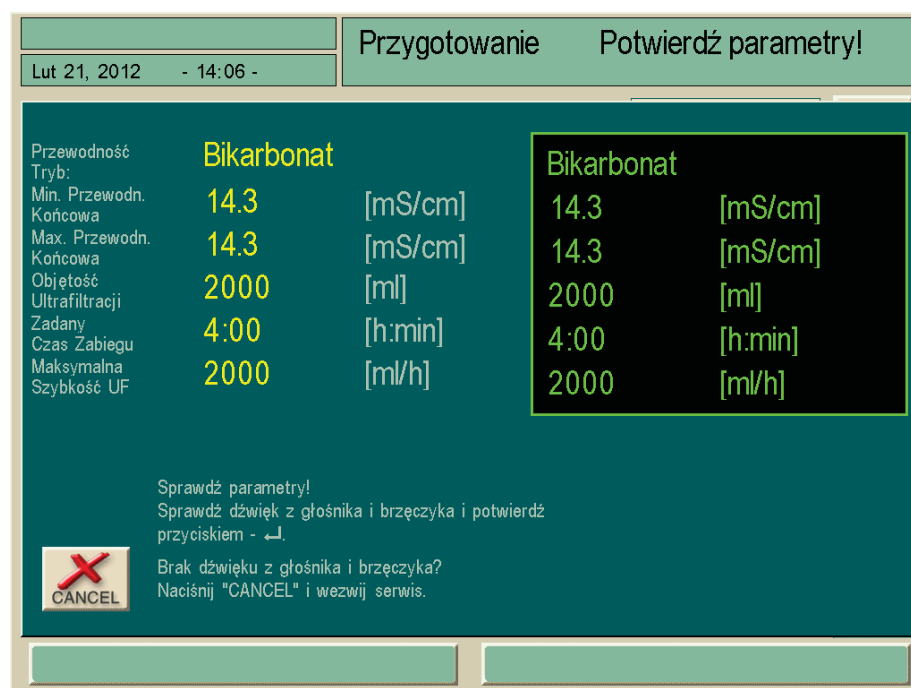 Przygotowanie Potwierdź parametry!
Lut 21, 2012 - 14:06 -
Przewodność
Tryb:
Bikarbonat
Bikarbonat
Min. Przewodn.
Końcowa
14.3 [mS/cm]
14.3 [mS/cm]
Max. Przewodn.
Końcowa
14.3 [mS/cm]
14.3 [mS/cm]
Objętość
Ultrafiltracji
2000 [ml]
2000 [ml]
Zadany
Czas Zabiegu
4:00 [h:min]
4:00 [h:min]
Maksymalna
Szybkość UF
2000 [ml/h]
2000 [ml/h]
Sprawdź parametry!
Sprawdź dźwięk z głośnika i brzęczyka i potwierdź
przyciskiem - ↵.
Brak dźwięku z głośnika i brzęczyka?
Naciśnij "CANCEL" i wezwij serwis.
CANCEL